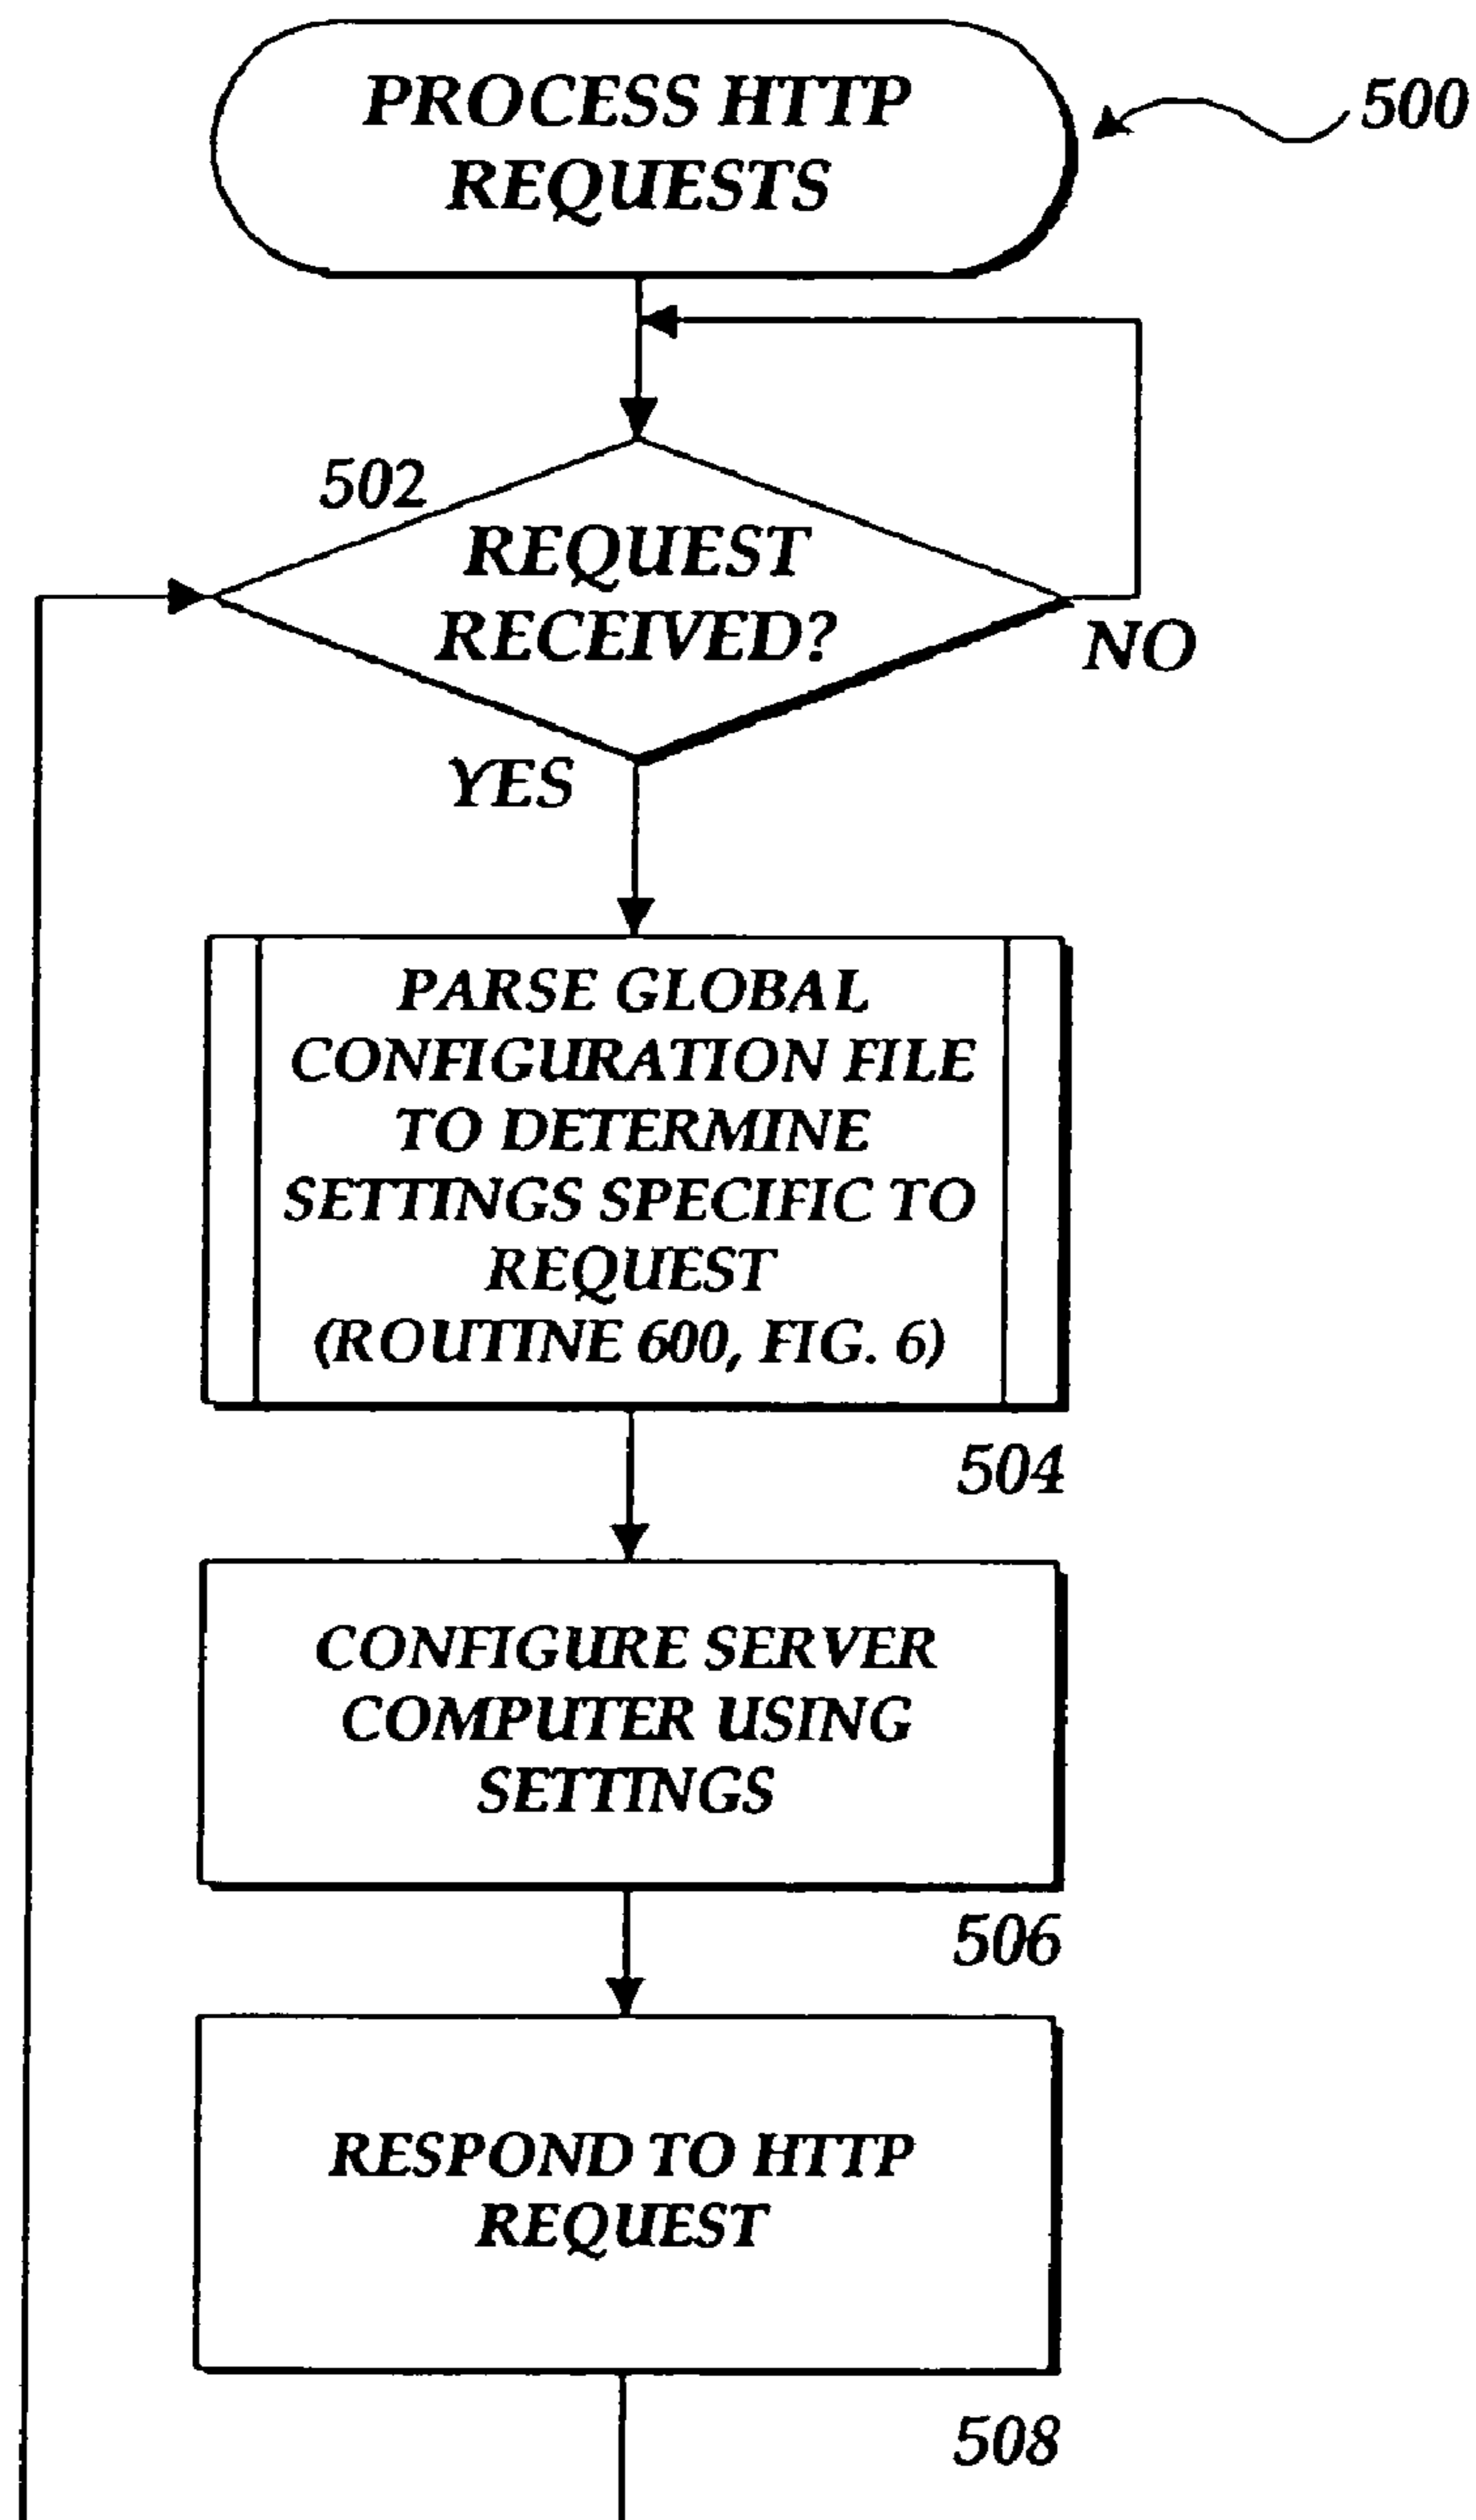 PROCESS HTTP
REQUESTS
500
502
REQUEST
RECEIVED?
NO
YES
PARSE GLOBAL
CONFIGURATION FILE
TO DETERMINE
SETTINGS SPECIFIC TO
REQUEST
(ROUTINE 600, FIG. 6)
504
CONFIGURE SERVER
COMPUTER USING
SETTINGS
506
RESPOND TO HTTP
REQUEST
508